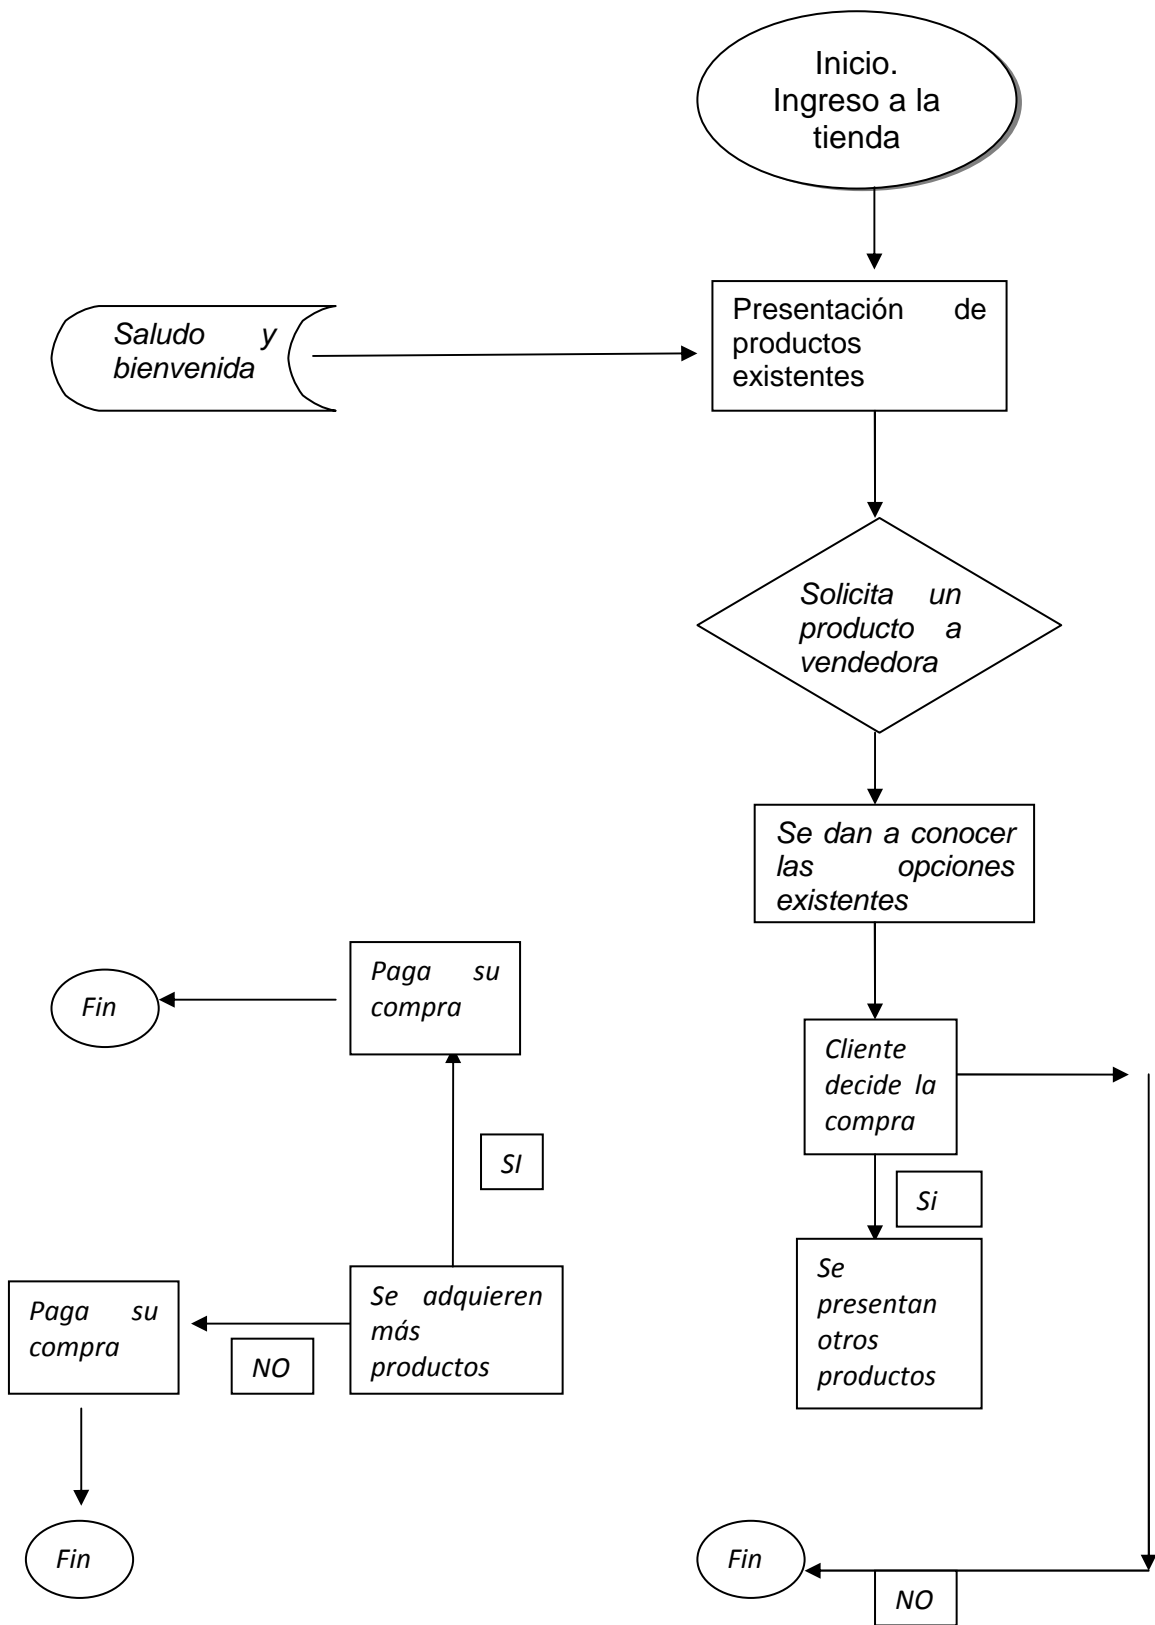 Inicio.
Ingreso a la
tienda
Saludo y
bienvenida
Presentación de
productos
existentes
Solicita un
producto a
vendedora
Se dan a conocer
las opciones
existentes
Paga su
compra
Fin
Cliente
decide la
compra
SI
Si
Se
presentan
otros
productos
Se adquieren
más
productos
Paga su
compra
NO
Fin
Fin
NO